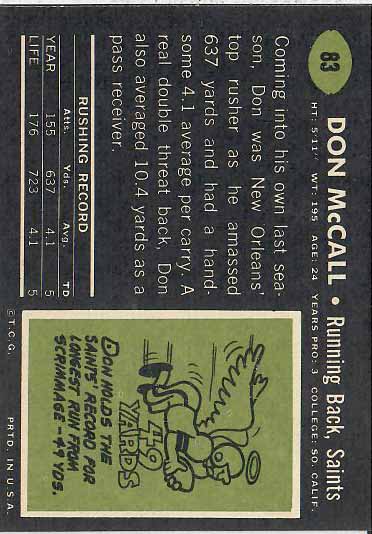 83
DON McCALL • Running Back, Saints
HT: 5'11" WT: 195 AGE: 24 YEARS PRO: 3 COLLEGE: SO. CALIF.
Coming into his own last sea-
son, Don was New Orleans'
top rusher as he amassed
637 yards and had a hand-
some 4.1 average per carry. A
real double threat back, Don
also averaged 10.4 yards as a
pass receiver.
RUSHING RECORD
Atts. Yds. Avg. TD
YEAR 155 637 4.1 5
LIFE 176 723 4.1 5
49
YARDS
DON HOLDS THE
SAINTS' RECORD FOR
LONGEST RUN FROM
SCRIMMAGE - 49 YDS.
©T.C.G. PRTD. IN U.S.A.